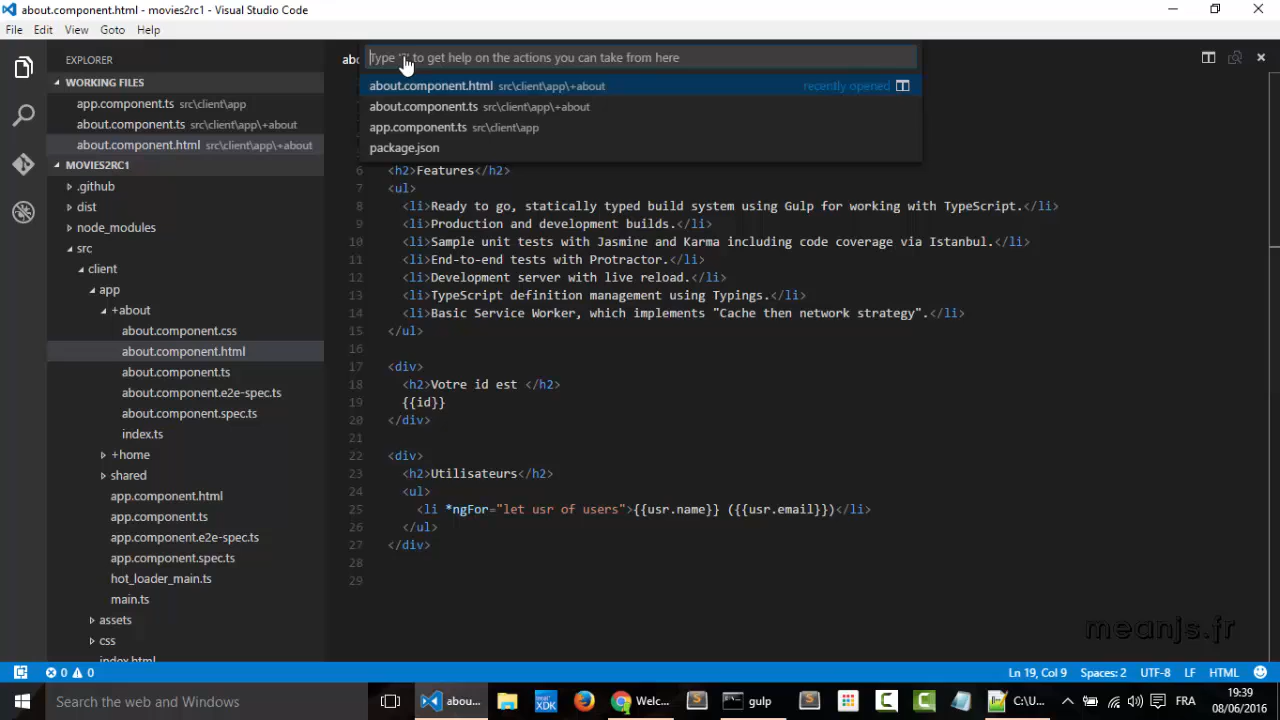 about.component.html - movies2rc1 - Visual Studio Code
File Edit View Goto Help
EXPLORER
WORKING FILES
app.component.ts src\client\app
about.component.ts src\client\app\+about
about.component.html src\client\app\+about
MOVIES2RC1
.github
dist
node_modules
src
client
app
+about
about.component.css
about.component.html
about.component.ts
about.component.e2e-spec.ts
about.component.spec.ts
index.ts
+home
shared
app.component.html
app.component.ts
app.component.e2e-spec.ts
app.component.spec.ts
hot_loader_main.ts
main.ts
assets
css
index.html
Type '?' to get help on the actions you can take from here
about.component.html src\client\app\+about recently opened
about.component.ts src\client\app\+about
app.component.ts src\client\app
package.json
6 <h2>Features</h2>
7 <ul>
8 <li>Ready to go, statically typed build system using Gulp for working with TypeScript.</li>
9 <li>Production and development builds.</li>
10 <li>Sample unit tests with Jasmine and Karma including code coverage via Istanbul.</li>
11 <li>End-to-end tests with Protractor.</li>
12 <li>Development server with live reload.</li>
13 <li>TypeScript definition management using Typings.</li>
14 <li>Basic Service Worker, which implements "Cache then network strategy".</li>
15 </ul>
16
17 <div>
18 <h2>Votre id est </h2>
19 {{id}}
20 </div>
21
22 <div>
23 <h2>Utilisateurs</h2>
24 <ul>
25 <li *ngFor="let usr of users">{{usr.name}} ({{usr.email}})</li>
26 </ul>
27 </div>
28
29
meanjs.fr
0 0
Ln 19, Col 9 Spaces: 2 UTF-8 LF HTML
Search the web and Windows
abou...
XDK
Welc...
gulp
C:\U...
FRA
19:39
08/06/2016